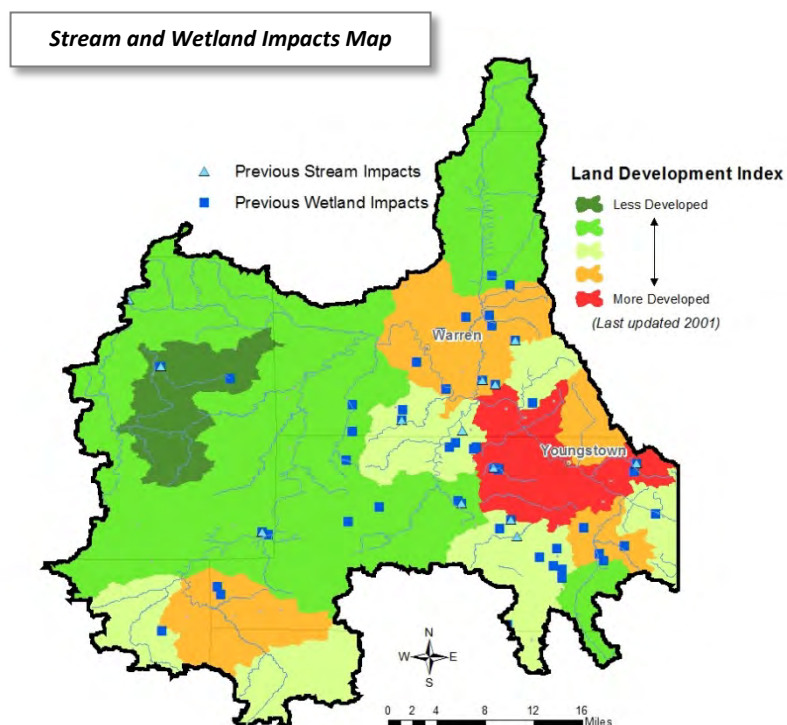 Stream and Wetland Impacts Map
Previous Stream Impacts
Previous Wetland Impacts
Land Development Index
Less Developed
More Developed
(Last updated 2001)
Warren
Youngstown
N
W E
S
0 2 4 8 12 16
Miles